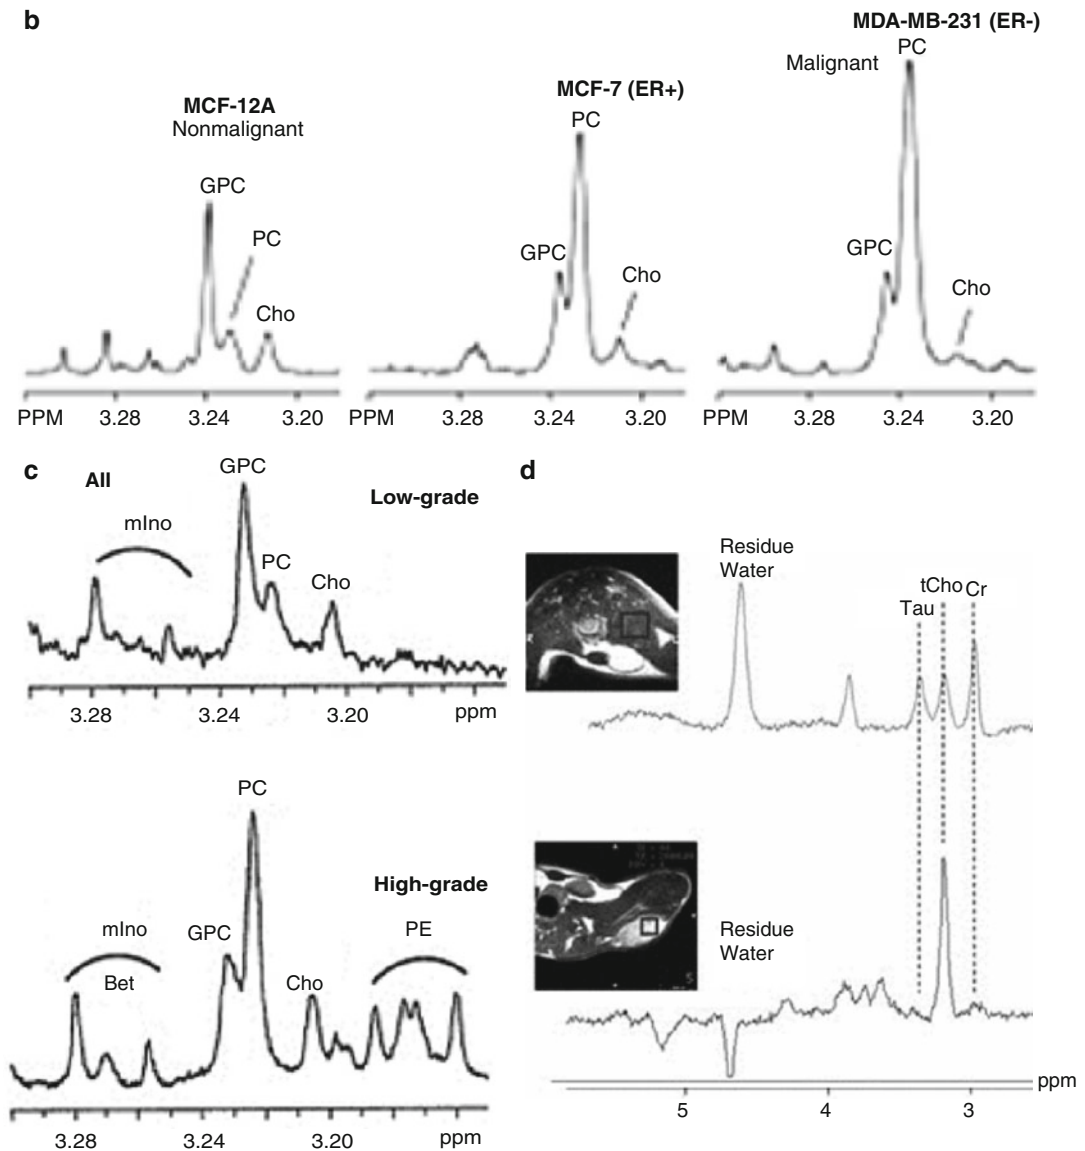 b
MDA-MB-231 (ER-)
PC
Malignant
MCF-7 (ER+)
PC
MCF-12A
Nonmalignant
GPC
PC
Cho
GPC
Cho
GPC
Cho
PPM 3.28 3.24 3.20
PPM 3.28 3.24 3.20
PPM 3.28 3.24 3.20
c
All
GPC
Low-grade
mIno
PC
Cho
3.28 3.24 3.20 ppm
PC
High-grade
mIno
GPC
PE
Bet
Cho
3.28 3.24 3.20 ppm
d
Residue
Water
tCho
Cr
Tau
Residue
Water
5
ppm
5 4 3